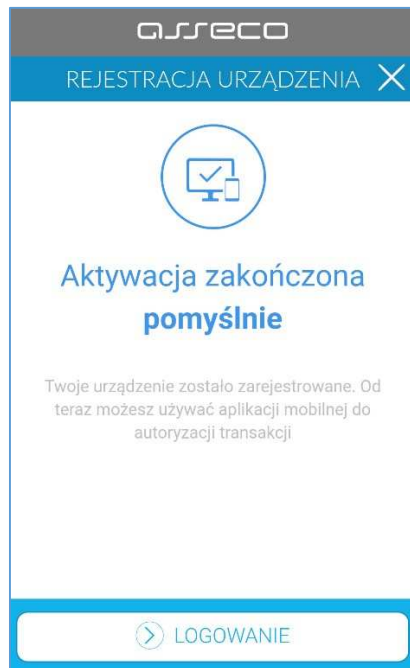 asseco
REJESTRACJA URZĄDZENIA
Aktywacja zakończona
pomyślnie
Twoje urządzenie zostało zarejestrowane. Od
teraz możesz używać aplikacji mobilnej do
autoryzacji transakcji
LOGOWANIE